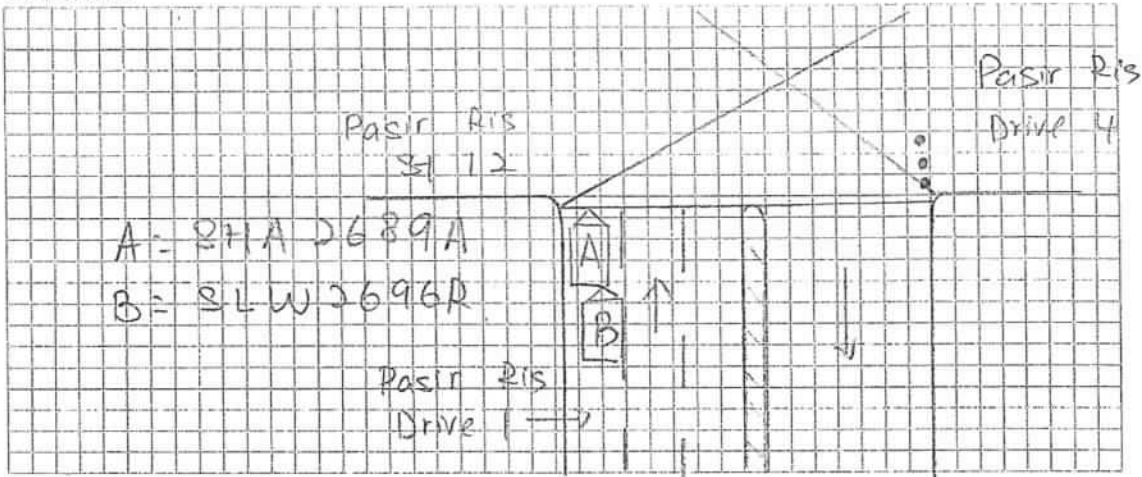 Pasir Ris
Drive 4
Pasir Ris
St 12
A = SHA 2689A
B = SLW 2696R
A
B
Pasir Ris
Drive 1